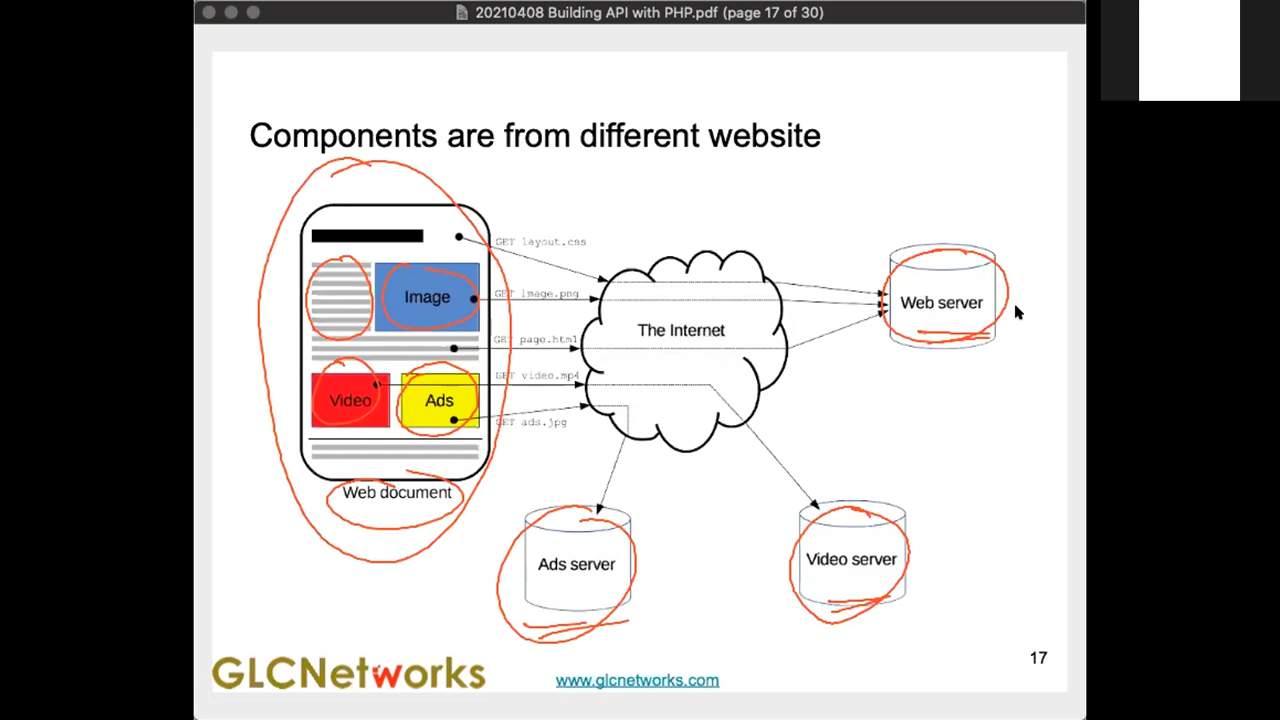 20210408 Building API with PHP.pdf (page 17 of 30)
Components are from different website
GET layout.css
Image
GET image.png
Web server
The Internet
GET page.html
GET video.mp4
Video
Ads
GET ads.jpg
Web document
Ads server
Video server
17
GLCNetworks
www.glcnetworks.com